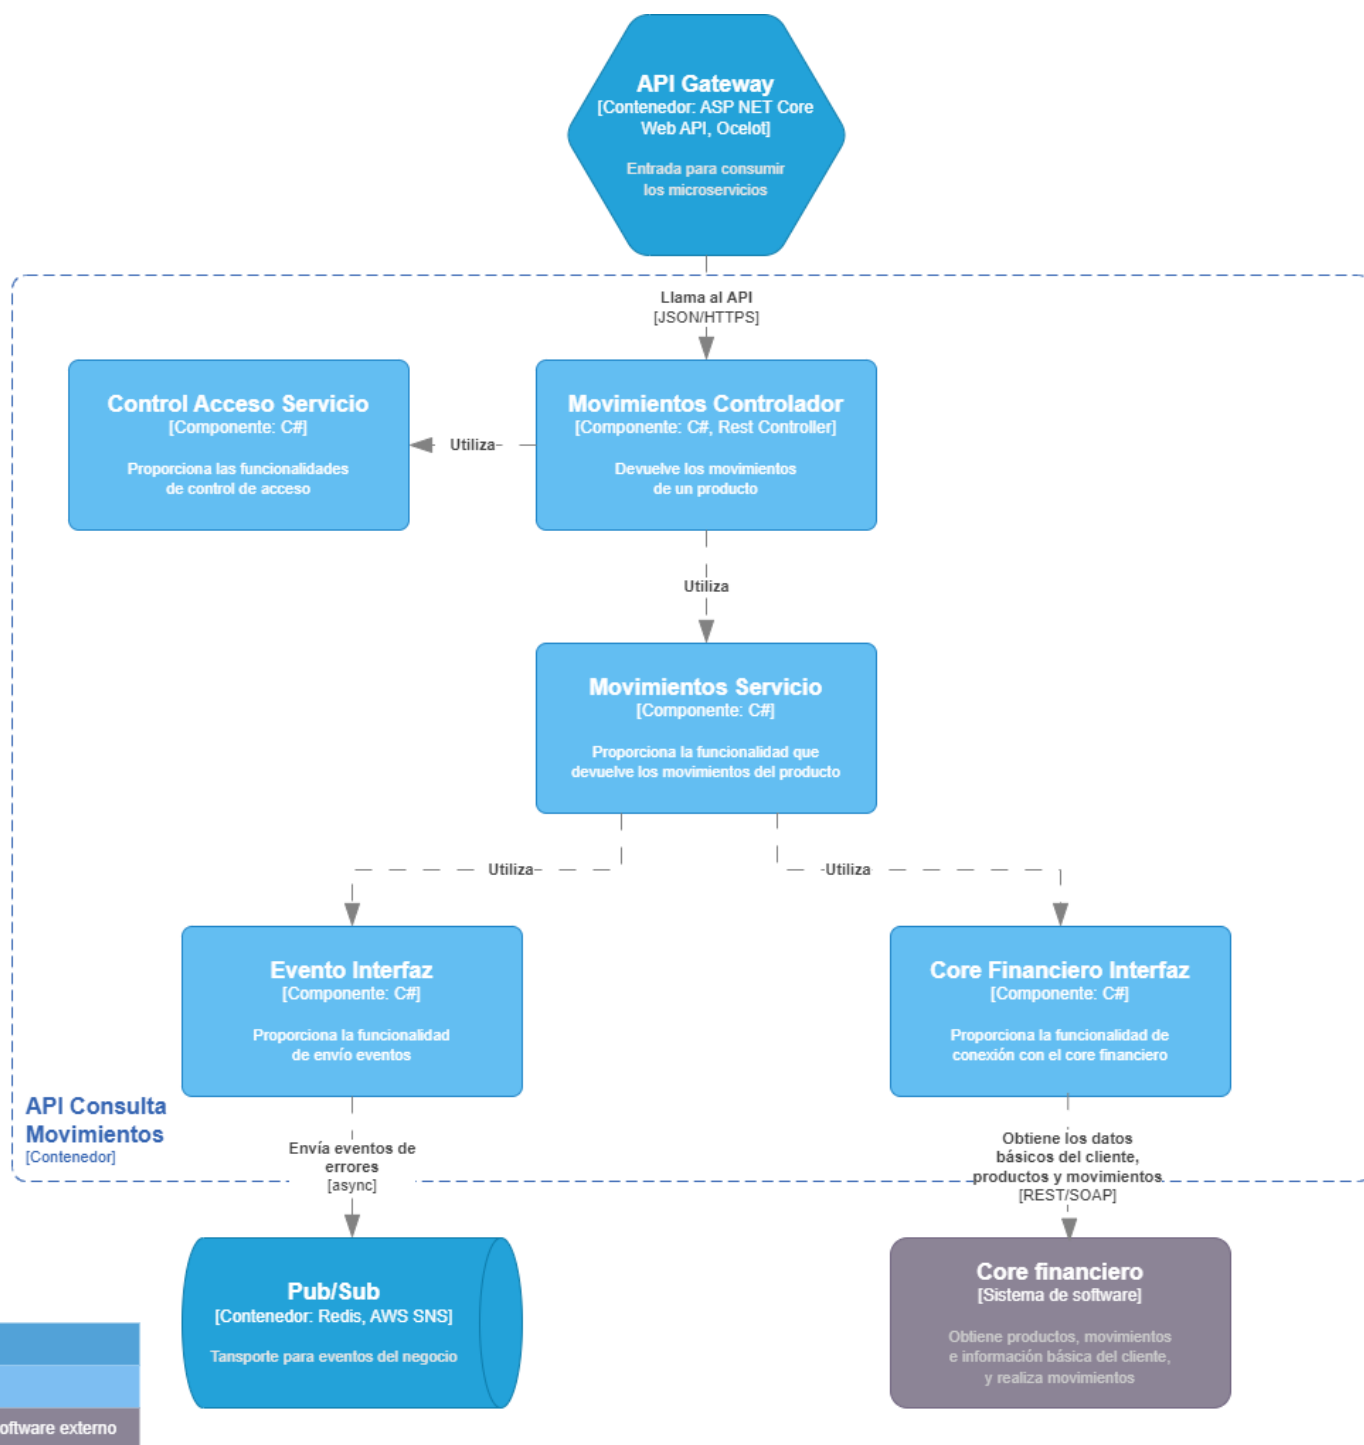 API Gateway
[Contenedor: ASP NET Core
Web API, Ocelot]
Entrada para consumir
los microservicios
Llama al API
[JSON/HTTPS]
Control Acceso Servicio
[Componente: C#]
Proporciona las funcionalidades
de control de acceso
Utiliza
Movimientos Controlador
[Componente: C#, Rest Controller]
Devuelve los movimientos
de un producto
Utiliza
Movimientos Servicio
[Componente: C#]
Proporciona la funcionalidad que
devuelve los movimientos del producto
Utiliza
Utiliza
Evento Interfaz
[Componente: C#]
Proporciona la funcionalidad
de envío eventos
Core Financiero Interfaz
[Componente: C#]
Proporciona la funcionalidad de
conexión con el core financiero
API Consulta
Movimientos
[Contenedor]
Envía eventos de
errores
[async]
Obtiene los datos
básicos del cliente,
productos y movimientos
[REST/SOAP]
Pub/Sub
[Contenedor: Redis, AWS SNS]
Tansporte para eventos del negocio
Core financiero
[Sistema de software]
Obtiene productos, movimientos
e información básica del cliente,
y realiza movimientos
oftware externo